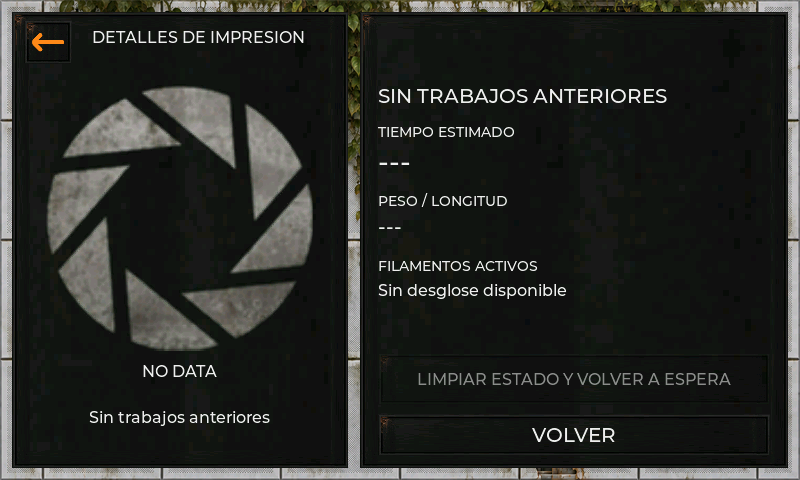 DETALLES DE IMPRESION
NO DATA
Sin trabajos anteriores
SIN TRABAJOS ANTERIORES
TIEMPO ESTIMADO
---
PESO / LONGITUD
---
FILAMENTOS ACTIVOS
Sin desglose disponible
LIMPIAR ESTADO Y VOLVER A ESPERA
VOLVER